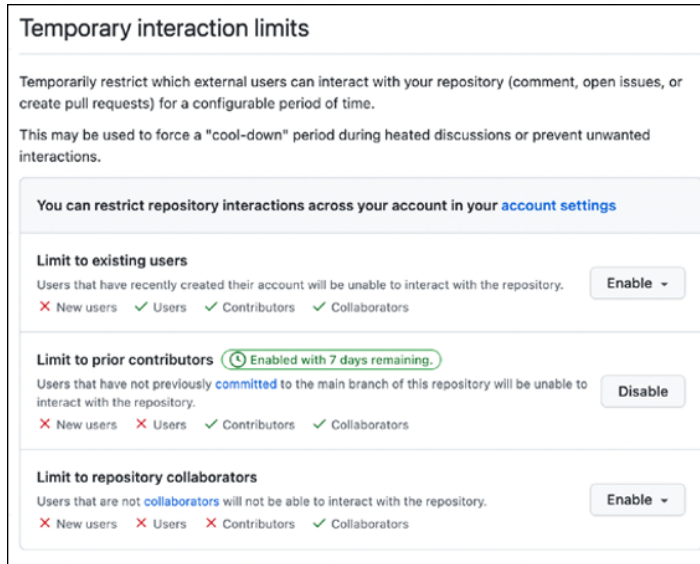 Temporary interaction limits
Temporarily restrict which external users can interact with your repository (comment, open issues, or
create pull requests) for a configurable period of time.
This may be used to force a "cool-down" period during heated discussions or prevent unwanted
interactions.
You can restrict repository interactions across your account in your account settings
Limit to existing users
Users that have recently created their account will be unable to interact with the repository.
New users Users Contributors Collaborators
Enable
Limit to prior contributors Enabled with 7 days remaining.
Users that have not previously committed to the main branch of this repository will be unable to
interact with the repository.
New users Users Contributors Collaborators
Disable
Limit to repository collaborators
Users that are not collaborators will not be able to interact with the repository.
New users Users Contributors Collaborators
Enable